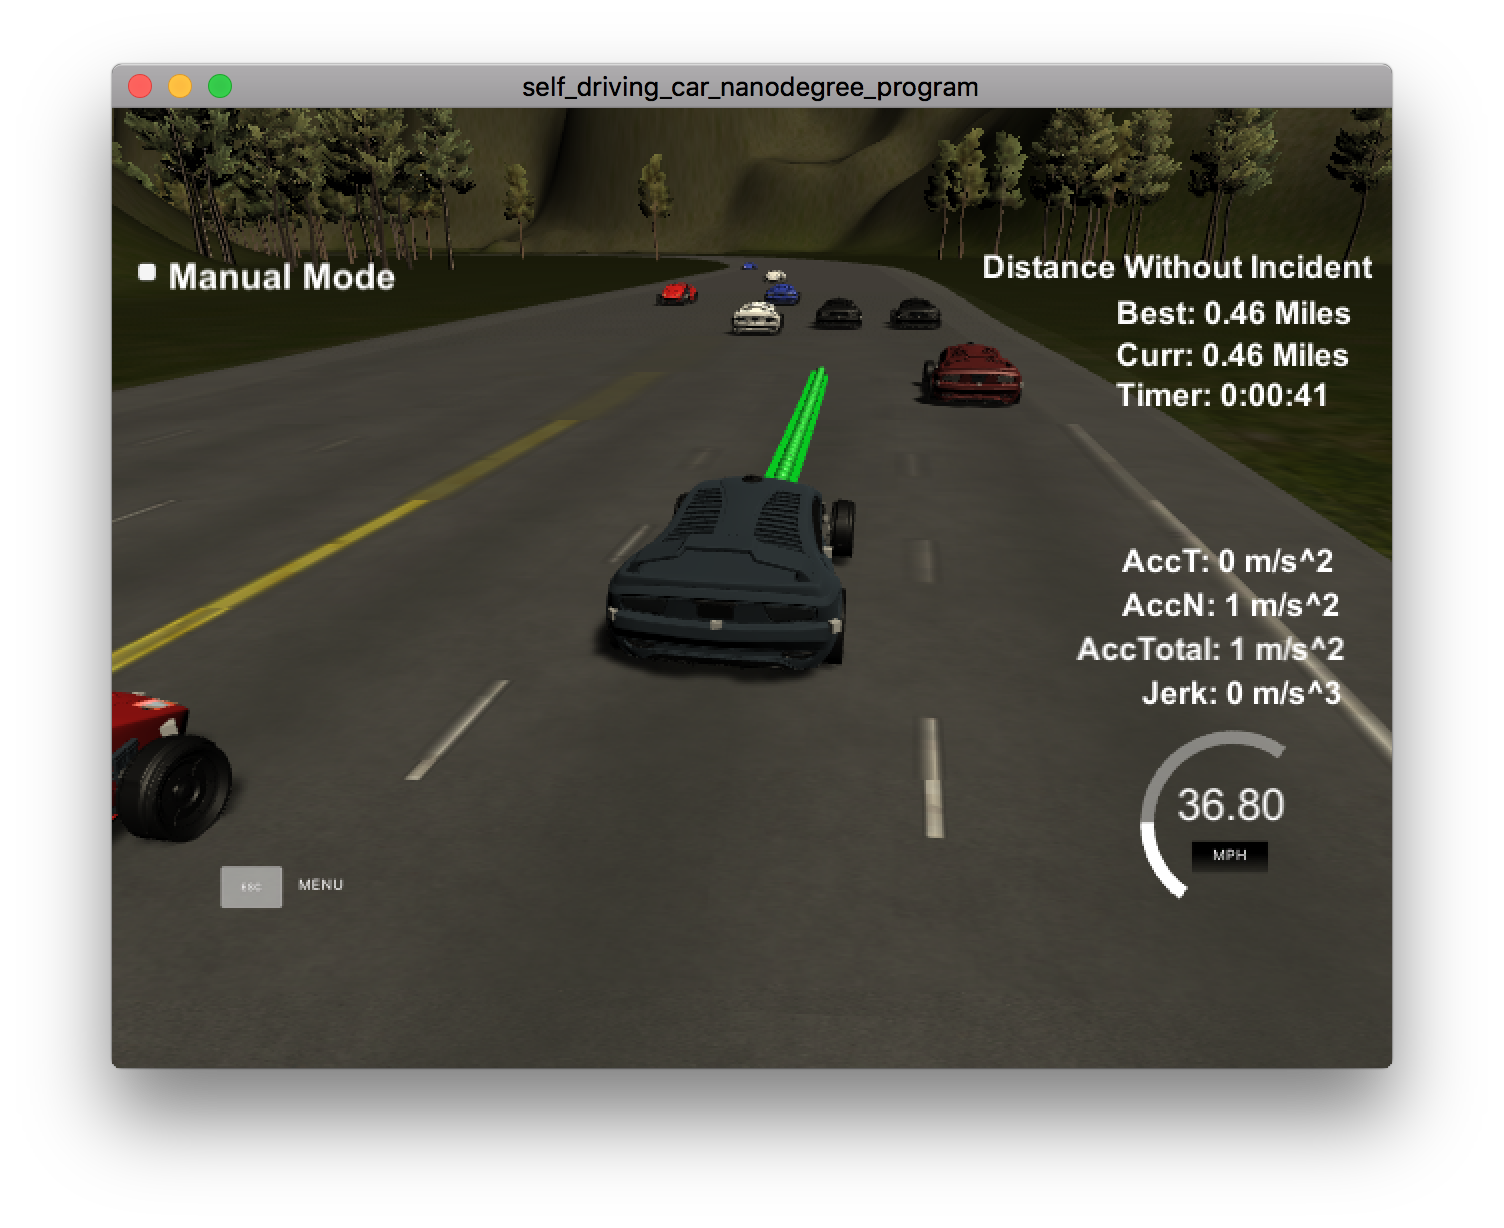 self_driving_car_nanodegree_program
Manual Mode
Distance Without Incident
Best: 0.46 Miles
Curr: 0.46 Miles
Timer: 0:00:41
AccT: 0 m/s^2
AccN: 1 m/s^2
AccTotal: 1 m/s^2
Jerk: 0 m/s^3
36.80
MPH
ESC MENU